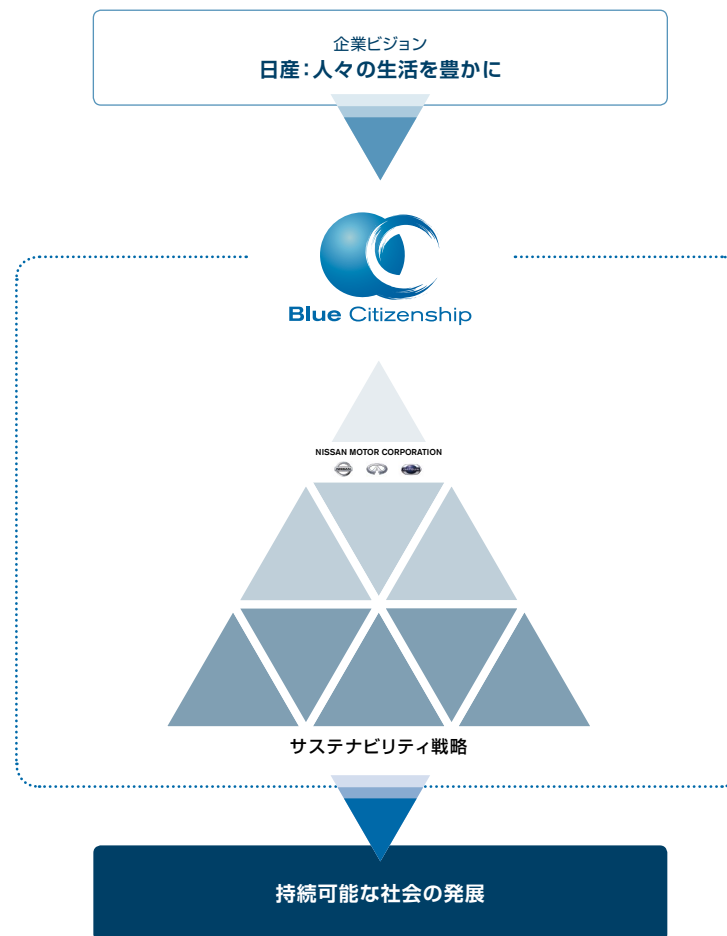 企業ビジョン
日産：人々の生活を豊かに
Blue Citizenship
NISSAN MOTOR CORPORATION
NISSAN
サステナビリティ戦略
持続可能な社会の発展